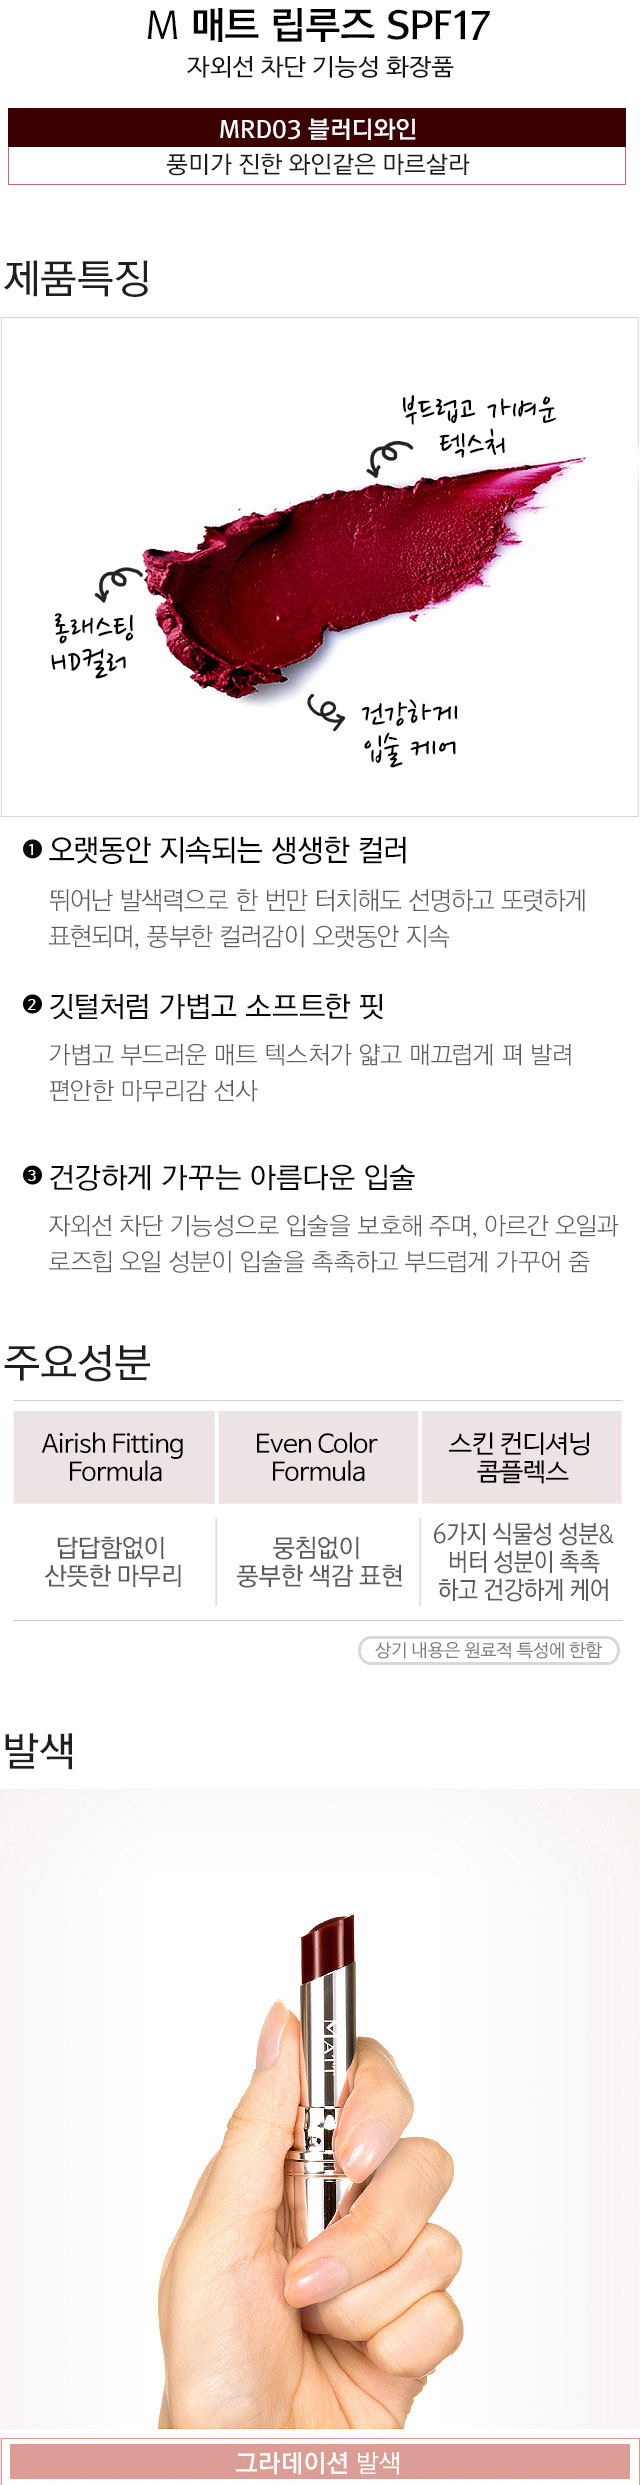 M 매트 립루즈 SPF17
자외선 차단 기능성 화장품
MRD03 블러디와인
풍미가 진한 와인같은 마르살라
제품특징
부드럽고 가벼운
텍스처
롱래스팅
HD컬러
건강하게
입술 케어
❶ 오랫동안 지속되는 생생한 컬러
뛰어난 발색력으로 한 번만 터치해도 선명하고 또렷하게
표현되며, 풍부한 컬러감이 오랫동안 지속
❷ 깃털처럼 가볍고 소프트한 핏
가볍고 부드러운 매트 텍스처가 얇고 매끄럽게 펴 발려
편안한 마무리감 선사
❸ 건강하게 가꾸는 아름다운 입술
자외선 차단 기능성으로 입술을 보호해 주며, 아르간 오일과
로즈힙 오일 성분이 입술을 촉촉하고 부드럽게 가꾸어 줌
주요성분
Airish Fitting
Formula
Even Color
Formula
스킨 컨디셔닝
콤플렉스
답답함없이
산뜻한 마무리
뭉침없이
풍부한 색감 표현
6가지 식물성 성분&
버터 성분이 촉촉
하고 건강하게 케어
상기 내용은 원료적 특성에 한함
발색
MATT
그라데이션 발색